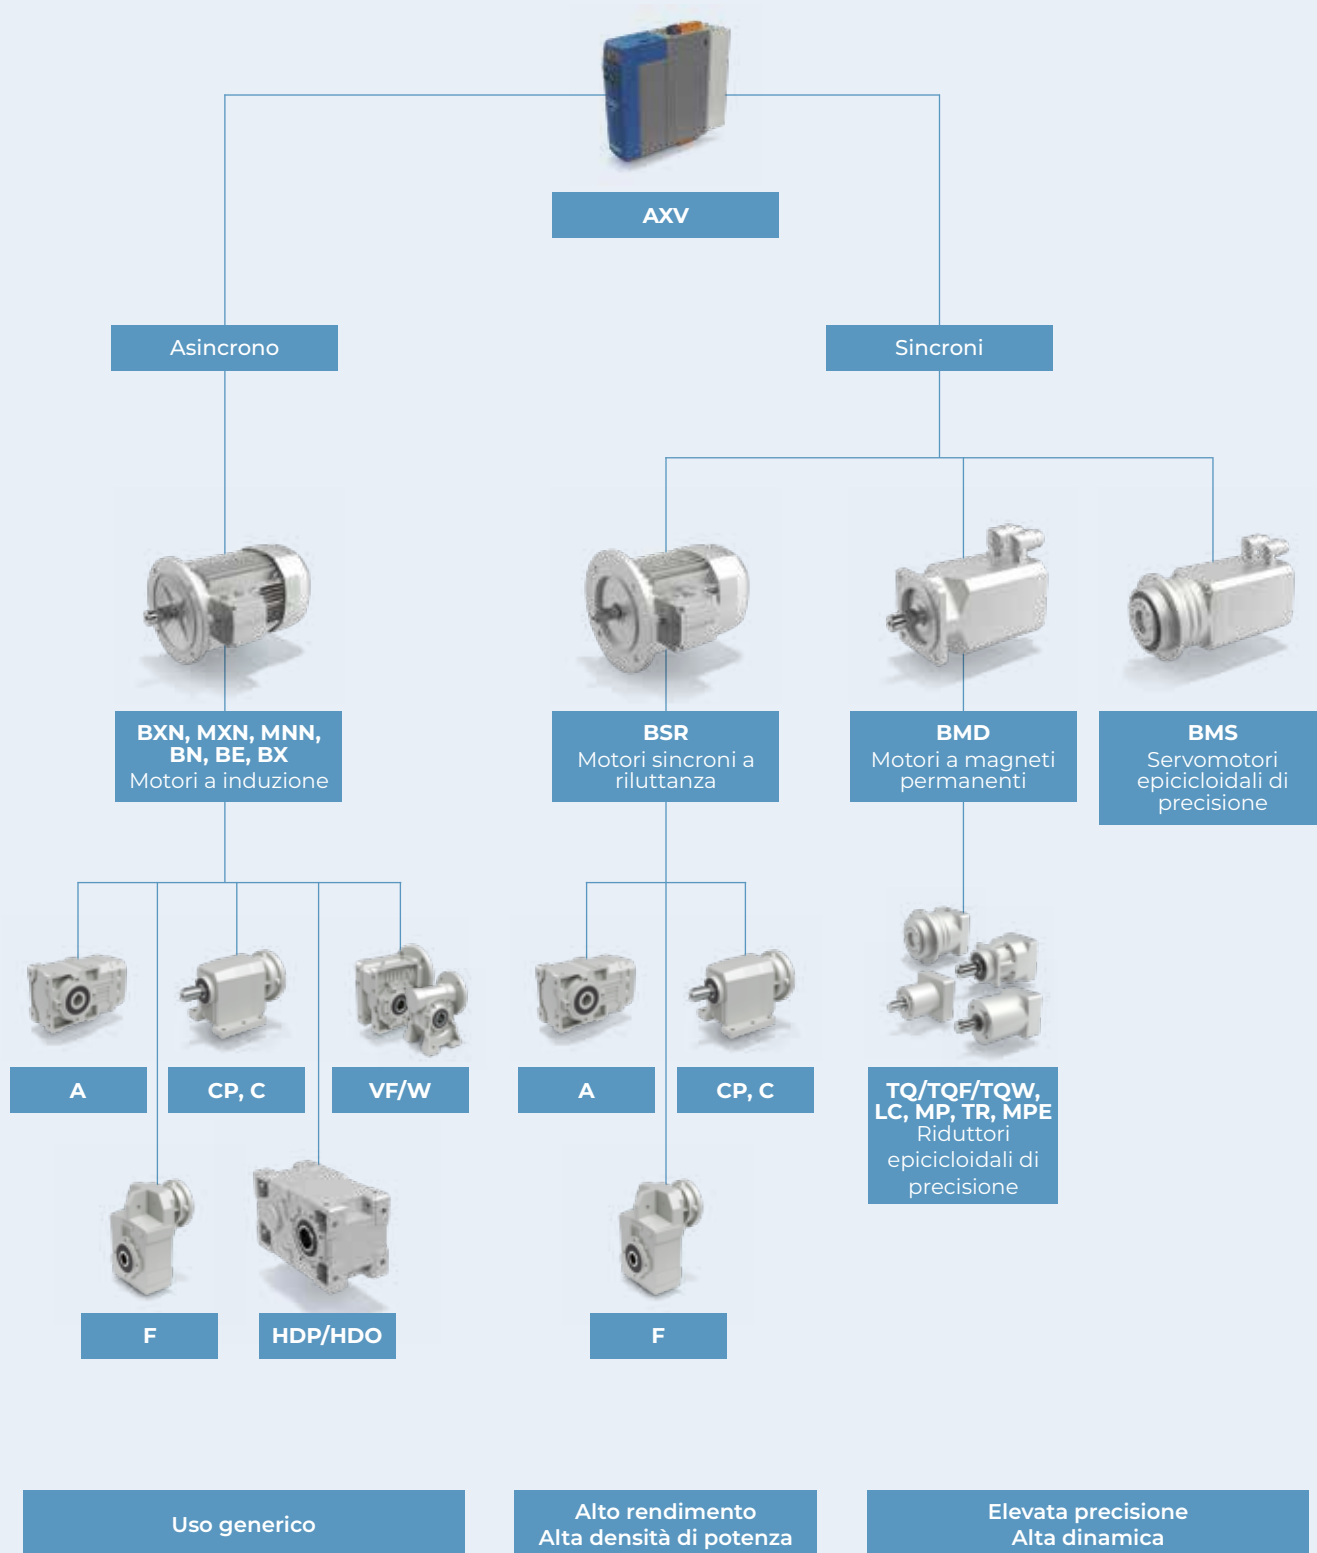 AXV
Asincrono
Sincroni
BXN, MXN, MNN,
BN, BE, BX
Motori a induzione
BSR
Motori sincroni a
riluttanza
BMD
Motori a magneti
permanenti
BMS
Servomotori
epicicloidali di
precisione
A
CP, C
VF/W
A
CP, C
TQ/TQF/TQW,
LC, MP, TR, MPE
Riduttori
epicicloidali di
precisione
F
HDP/HDO
F
Uso generico
Alto rendimento
Alta densità di potenza
Elevata precisione
Alta dinamica